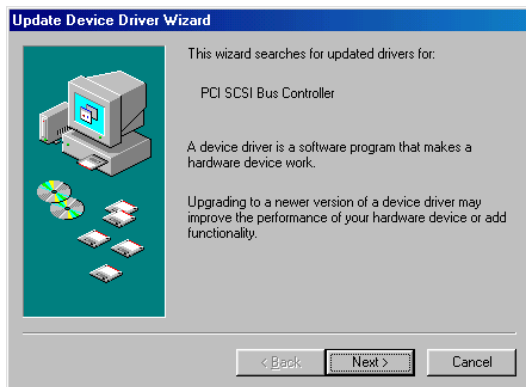 Update Device Driver Wizard
This wizard searches for updated drivers for:
PCI SCSI Bus Controller
A device driver is a software program that makes a
hardware device work.
Upgrading to a newer version of a device driver may
improve the performance of your hardware device or add
functionality.
< Back
Next >
Cancel